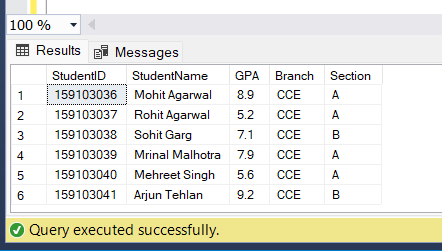 100 %
Results Messages
StudentID StudentName GPA Branch Section
1 159103036 Mohit Agarwal 8.9 CCE A
2 159103037 Rohit Agarwal 5.2 CCE A
3 159103038 Sohit Garg 7.1 CCE B
4 159103039 Mrinal Malhotra 7.9 CCE A
5 159103040 Mehreet Singh 5.6 CCE A
6 159103041 Arjun Tehlan 9.2 CCE B
Query executed successfully.